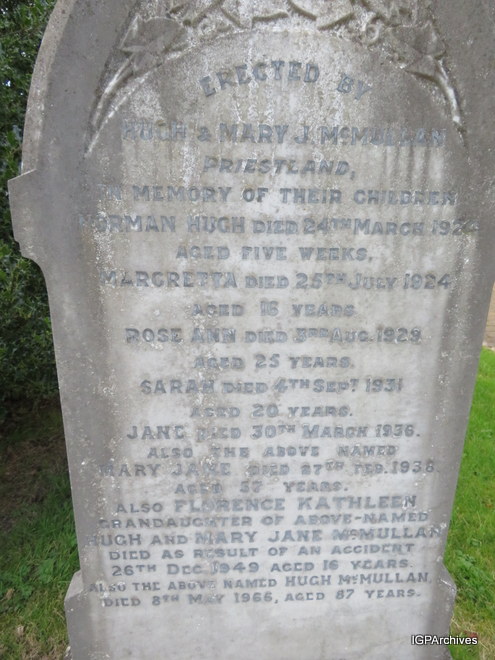 ERECTED BY
HUGH & MARY J. McMULLAN
PRIESTLAND,
IN MEMORY OF THEIR CHILDREN
NORMAN HUGH DIED 24TH MARCH 1924
AGED FIVE WEEKS,
MARGRETTA DIED 25TH JULY 1924
AGED 16 YEARS
ROSE ANN DIED 3RD AUG. 1929
AGED 25 YEARS.
SARAH DIED 4TH SEPT 1931
AGED 20 YEARS.
JANE DIED 30TH MARCH 1936.
ALSO THE ABOVE NAMED
MARY JANE DIED 27TH FEB. 1938
AGED 57 YEARS.
ALSO FLORENCE KATHLEEN
GRANDAUGHTER OF ABOVE-NAMED
HUGH AND MARY JANE McMULLAN
DIED AS RESULT OF AN ACCIDENT
26TH DEC. 1949 AGED 16 YEARS.
ALSO THE ABOVE NAMED HUGH McMULLAN,
DIED 8TH MAY 1966, AGED 87 YEARS.
IGPArchives